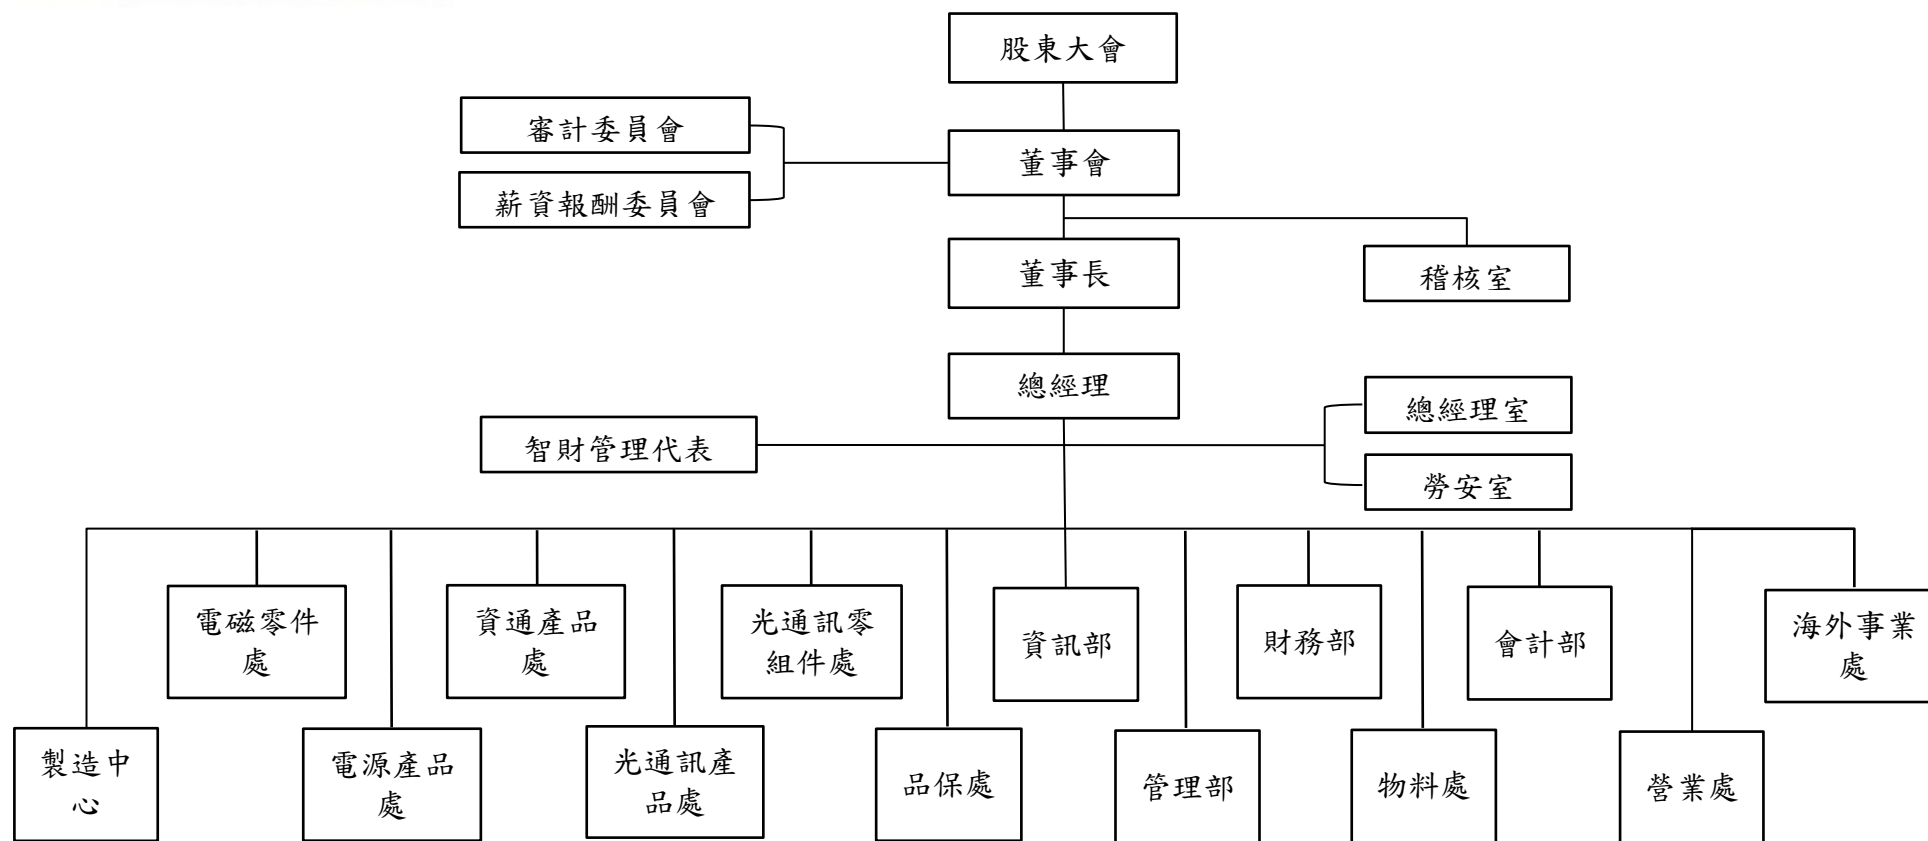 股東大會
審計委員會
董事會
薪資報酬委員會
董事長
稽核室
總經理
總經理室
智財管理代表
勞安室
電磁零件
處
資通產品
處
光通訊零
組件處
資訊部
財務部
會計部
海外事業
處
製造中
心
電源產品
處
光通訊產
品處
品保處
管理部
物料處
營業處